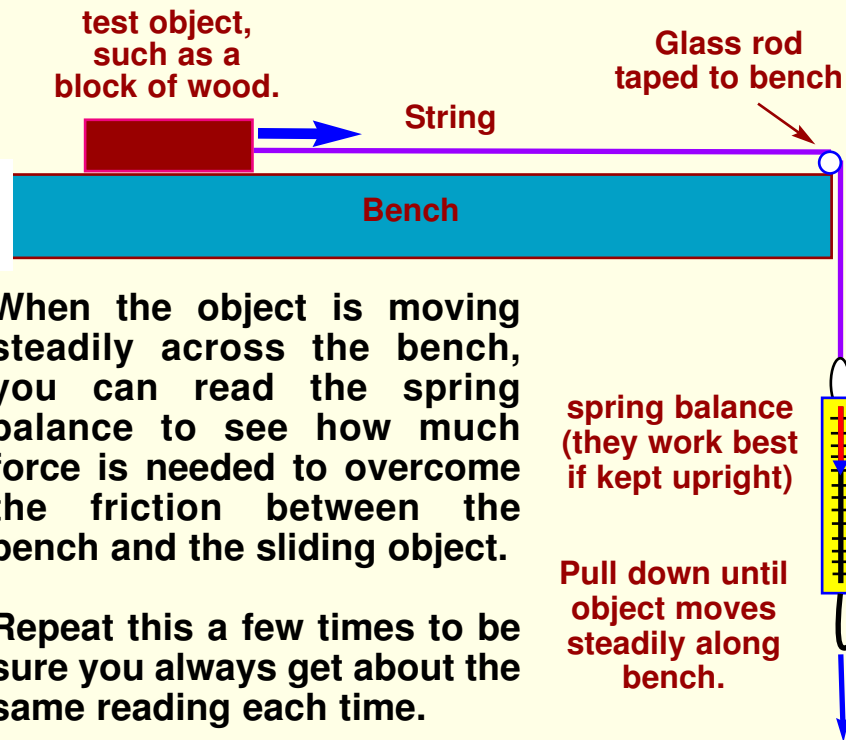 test object,
such as a
block of wood.
Glass rod
taped to bench
String
Bench
When the object is moving
steadily across the bench,
you can read the spring
balance to see how much
force is needed to overcome
the friction between the
bench and the sliding object.
Repeat this a few times to be
sure you always get about the
same reading each time.
spring balance
(they work best
if kept upright)
Pull down until
object moves
steadily along
bench.